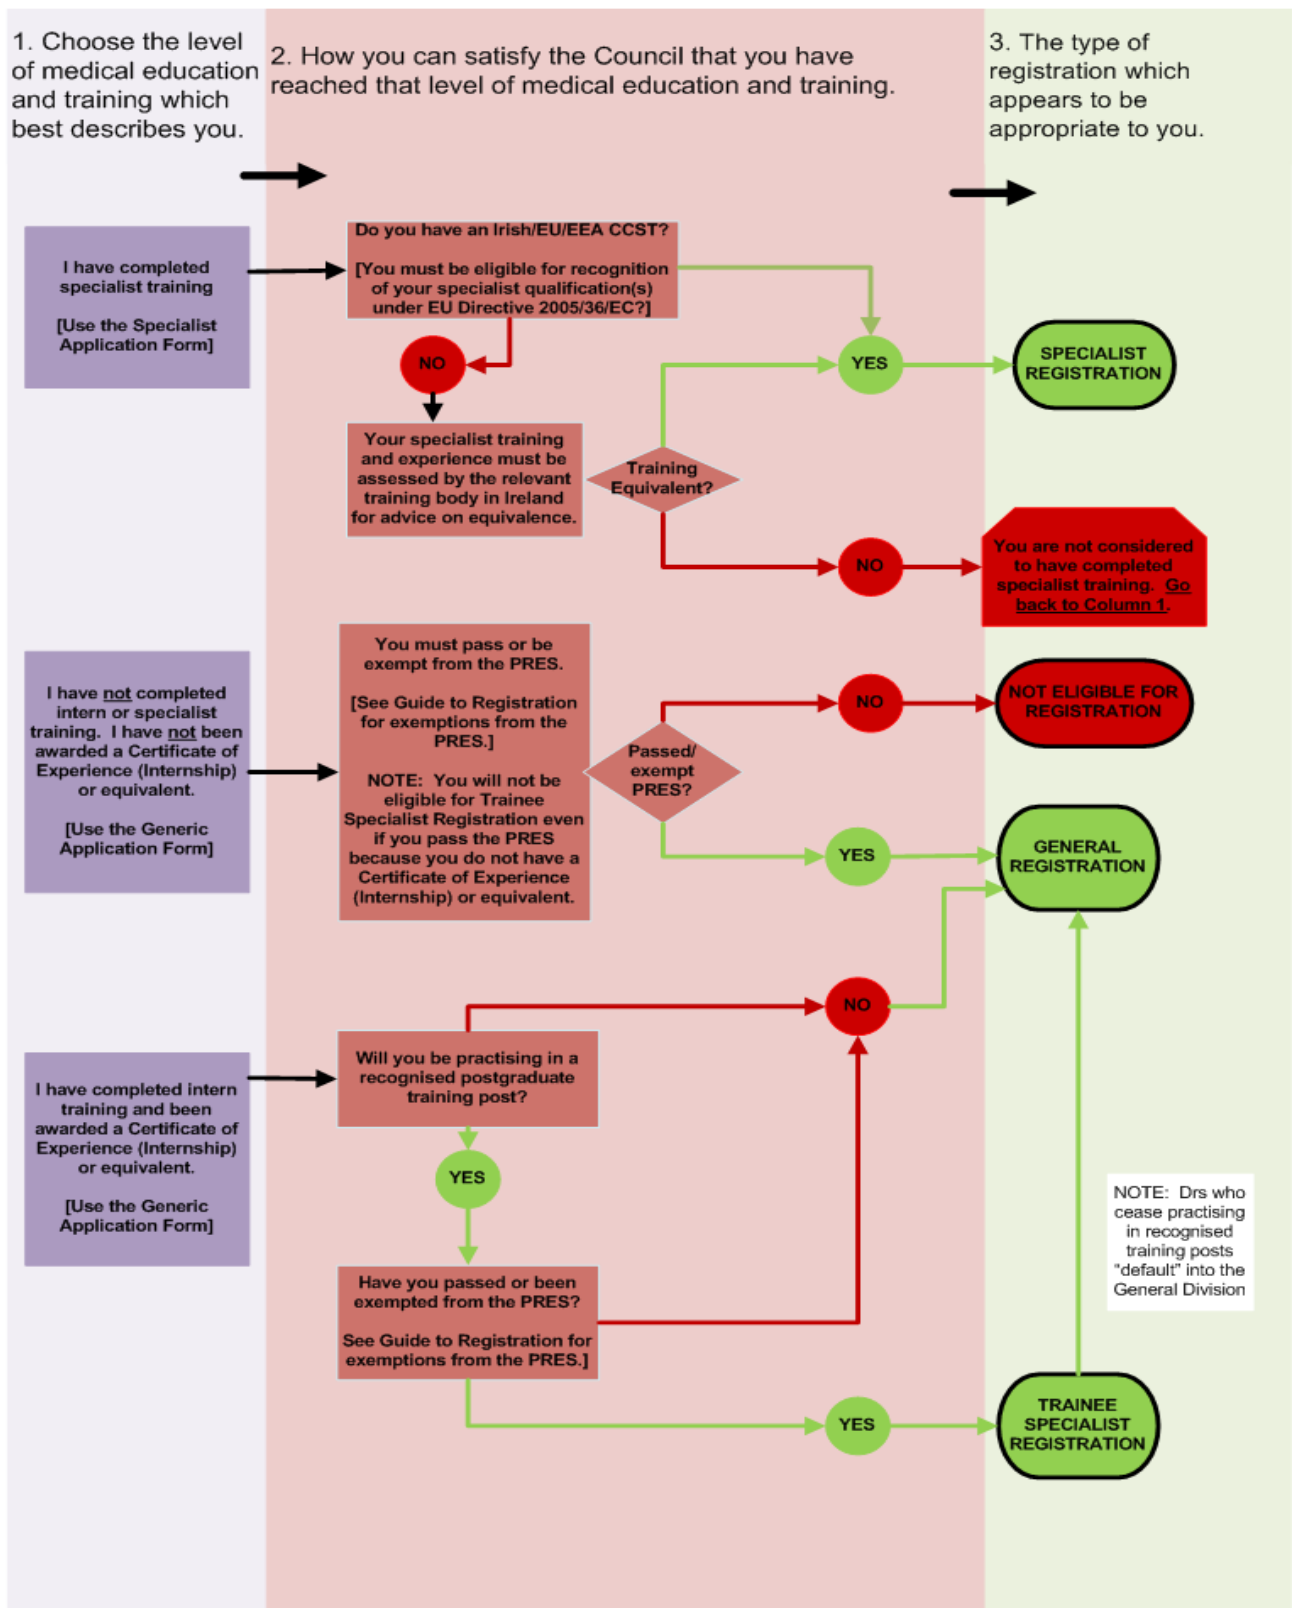 1. Choose the level
of medical education
and training which
best describes you.
2. How you can satisfy the Council that you have
reached that level of medical education and training.
3. The type of
registration which
appears to be
appropriate to you.
I have completed
specialist training
[Use the Specialist
Application Form]
Do you have an Irish/EU/EEA CCST?
[You must be eligible for recognition
of your specialist qualification(s)
under EU Directive 2005/36/EC?]
NO
YES
SPECIALIST
REGISTRATION
Your specialist training
and experience must be
assessed by the relevant
training body in Ireland
for advice on equivalence.
Training
Equivalent?
NO
You are not considered
to have completed
specialist training. Go
back to Column 1.
I have not completed
intern or specialist
training. I have not been
awarded a Certificate of
Experience (Internship)
or equivalent.
[Use the Generic
Application Form]
You must pass or be
exempt from the PRES.
[See Guide to Registration
for exemptions from the
PRES.]
NOTE: You will not be
eligible for Trainee
Specialist Registration even
if you pass the PRES
because you do not have a
Certificate of Experience
(Internship) or equivalent.
Passed/
exempt
PRES?
NO
NOT ELIGIBLE FOR
REGISTRATION
YES
GENERAL
REGISTRATION
I have completed intern
training and been
awarded a Certificate of
Experience (Internship)
or equivalent.
[Use the Generic
Application Form]
Will you be practising in a
recognised postgraduate
training post?
NO
YES
Have you passed or been
exempted from the PRES?
See Guide to Registration for
exemptions from the PRES.]
YES
TRAINEE
SPECIALIST
REGISTRATION
NOTE: Drs who
cease practising
in recognised
training posts
“default” into the
General Division